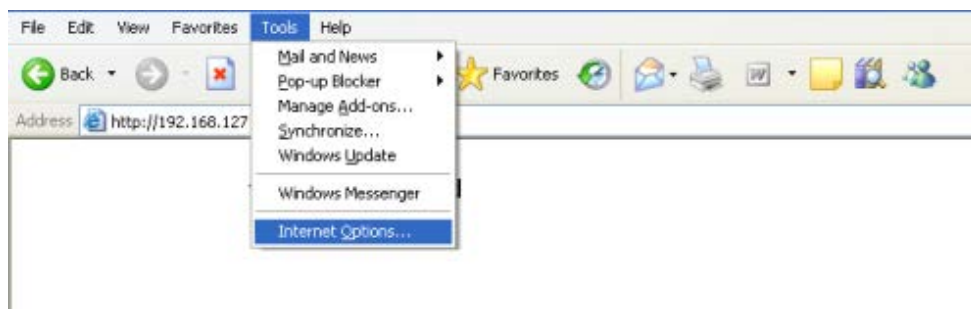 File Edit View Favorites Tools Help
Back Favorites
Address http://192.168.127
Mail and News
Pop-up Blocker
Manage Add-ons...
Synchronize...
Windows Update
Windows Messenger
Internet Options...